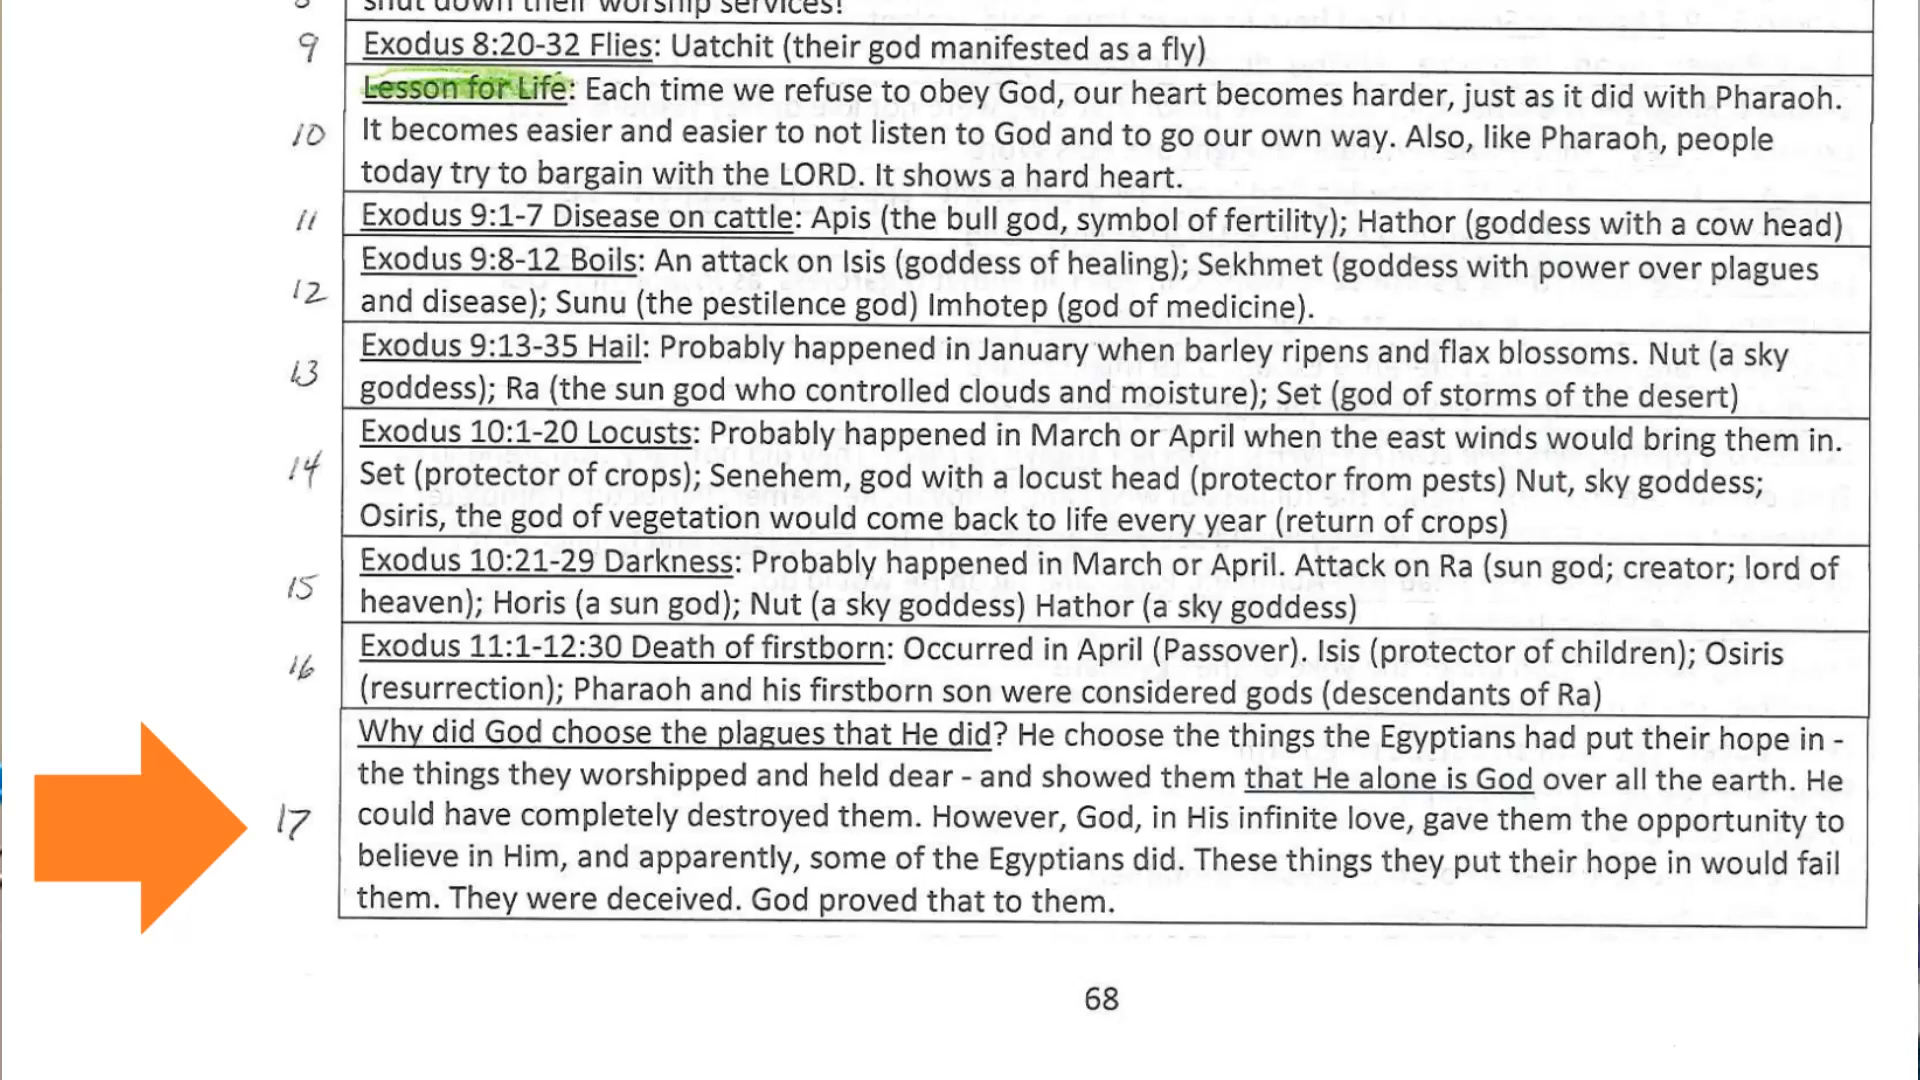 shut down their worship services!
9 Exodus 8:20-32 Flies: Uatchit (their god manifested as a fly)
Lesson for Life: Each time we refuse to obey God, our heart becomes harder, just as it did with Pharaoh.
10 It becomes easier and easier to not listen to God and to go our own way. Also, like Pharaoh, people
today try to bargain with the LORD. It shows a hard heart.
11 Exodus 9:1-7 Disease on cattle: Apis (the bull god, symbol of fertility); Hathor (goddess with a cow head)
Exodus 9:8-12 Boils: An attack on Isis (goddess of healing); Sekhmet (goddess with power over plagues
12 and disease); Sunu (the pestilence god) Imhotep (god of medicine).
13 Exodus 9:13-35 Hail: Probably happened in January when barley ripens and flax blossoms. Nut (a sky
goddess); Ra (the sun god who controlled clouds and moisture); Set (god of storms of the desert)
Exodus 10:1-20 Locusts: Probably happened in March or April when the east winds would bring them in.
14 Set (protector of crops); Senehem, god with a locust head (protector from pests) Nut, sky goddess;
Osiris, the god of vegetation would come back to life every year (return of crops)
Exodus 10:21-29 Darkness: Probably happened in March or April. Attack on Ra (sun god; creator; lord of
15 heaven); Horis (a sun god); Nut (a sky goddess) Hathor (a sky goddess)
16 Exodus 11:1-12:30 Death of firstborn: Occurred in April (Passover). Isis (protector of children); Osiris
(resurrection); Pharaoh and his firstborn son were considered gods (descendants of Ra)
Why did God choose the plagues that He did? He choose the things the Egyptians had put their hope in -
the things they worshipped and held dear - and showed them that He alone is God over all the earth. He
17 could have completely destroyed them. However, God, in His infinite love, gave them the opportunity to
believe in Him, and apparently, some of the Egyptians did. These things they put their hope in would fail
them. They were deceived. God proved that to them.
68